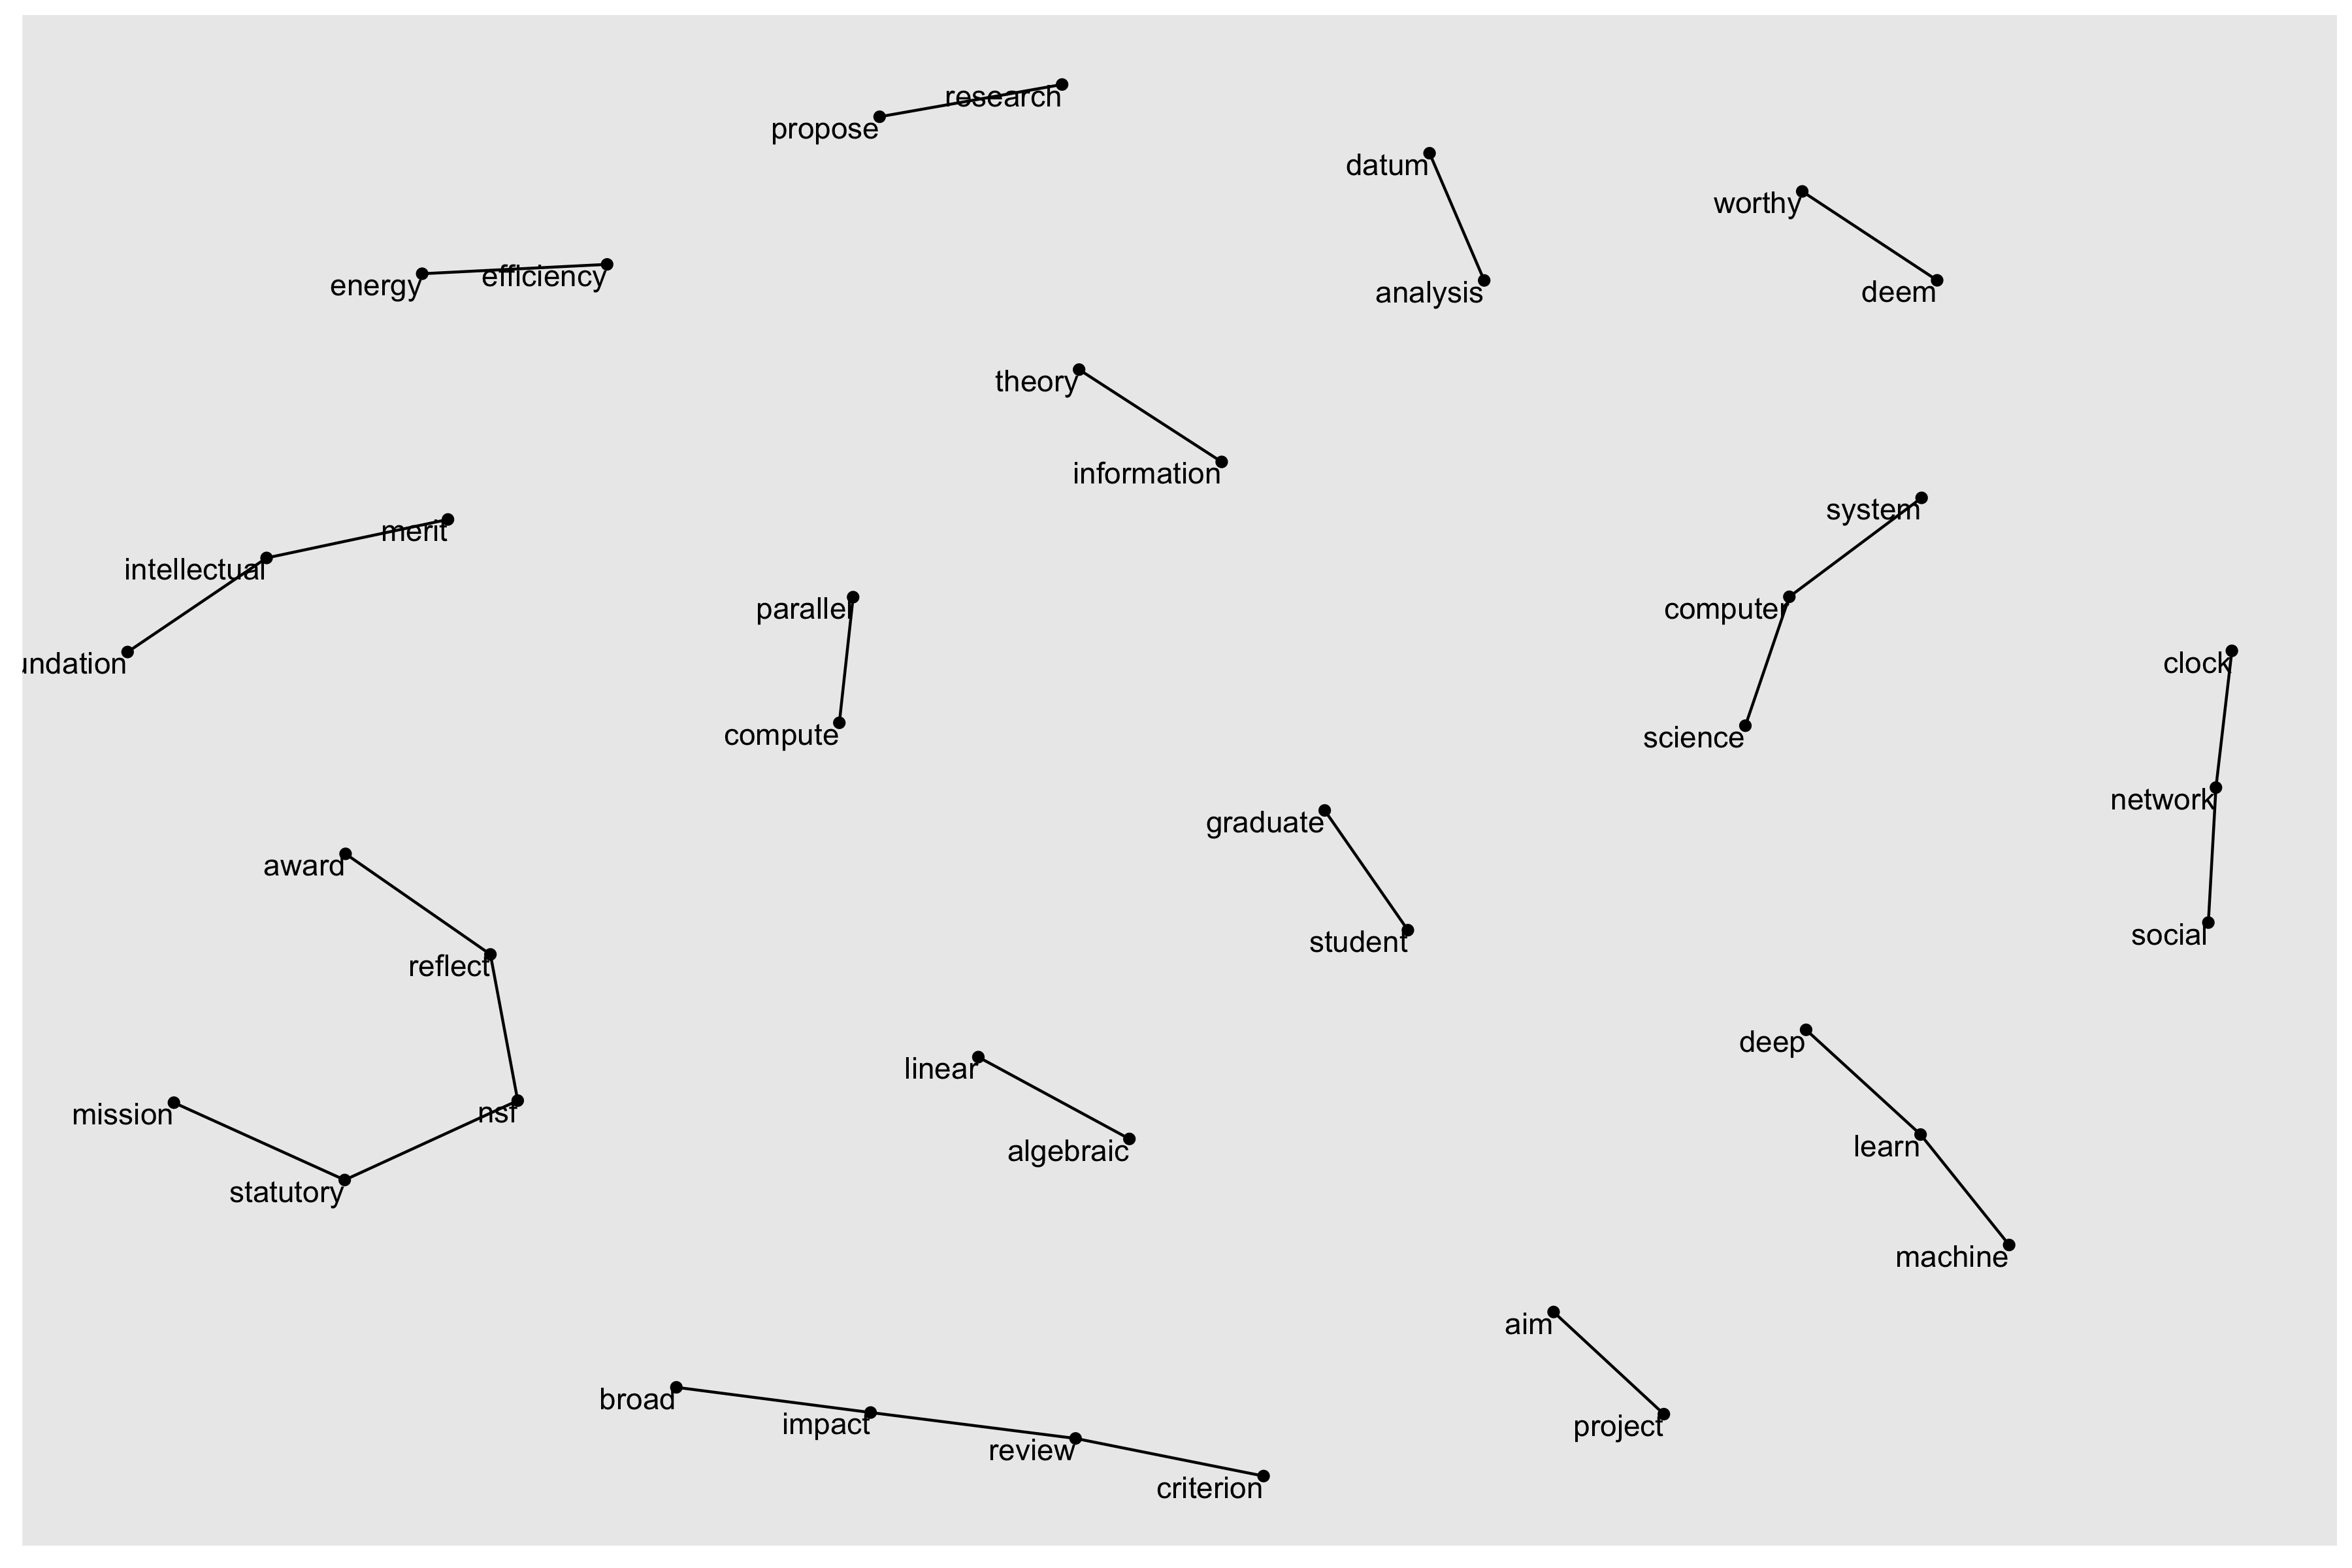 research
propose
datum
worthy
energy
efficiency
analysis
deem
theory
information
system
merit
intellectual
parallel
computer
undation
clock
compute
science
network
graduate
award
student
social
reflect
deep
linear
mission
nsf
learn
algebraic
statutory
machine
aim
broad
impact
project
review
criterion